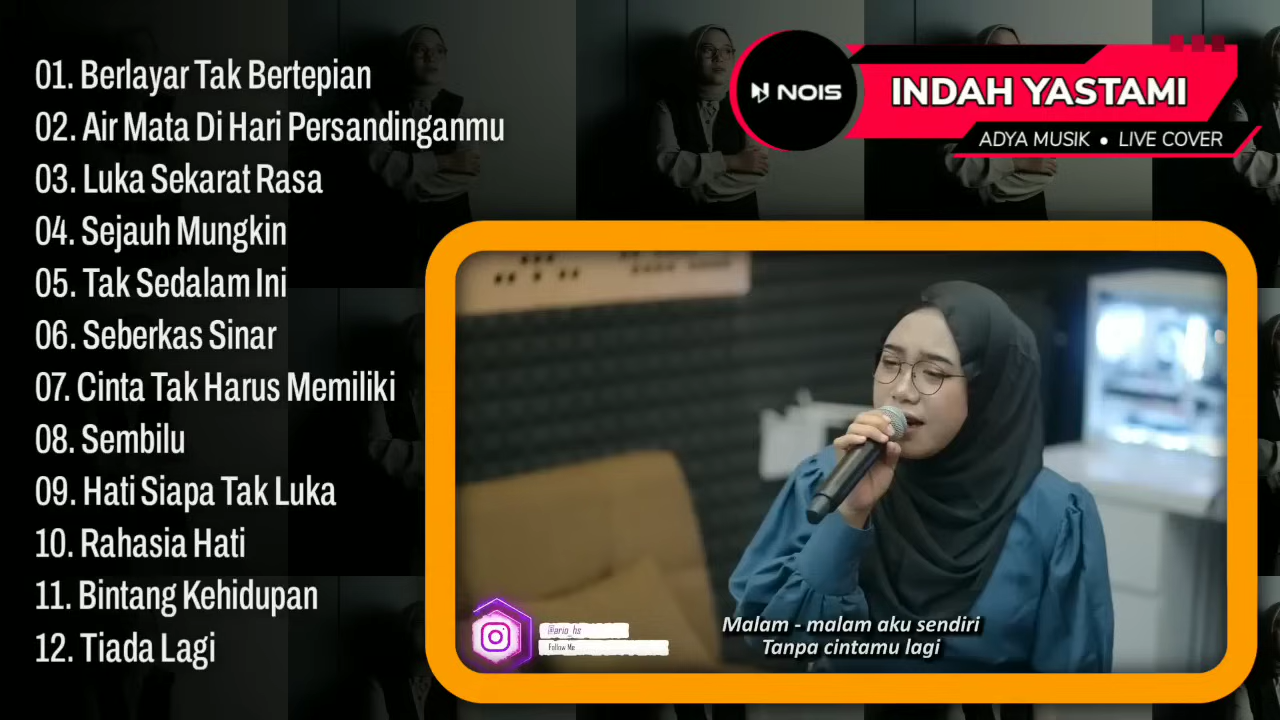 01. Berlayar Tak Bertepian
02. Air Mata Di Hari Persandinganmu
03. Luka Sekarat Rasa
04. Sejauh Mungkin
05. Tak Sedalam Ini
06. Seberkas Sinar
07. Cinta Tak Harus Memiliki
08. Sembilu
09. Hati Siapa Tak Luka
10. Rahasia Hati
11. Bintang Kehidupan
12. Tiada Lagi
NOIS
INDAH YASTAMI
ADYA MUSIK • LIVE COVER
@ario_hs
Follow Me
Malam - malam aku sendiri
Tanpa cintamu lagi